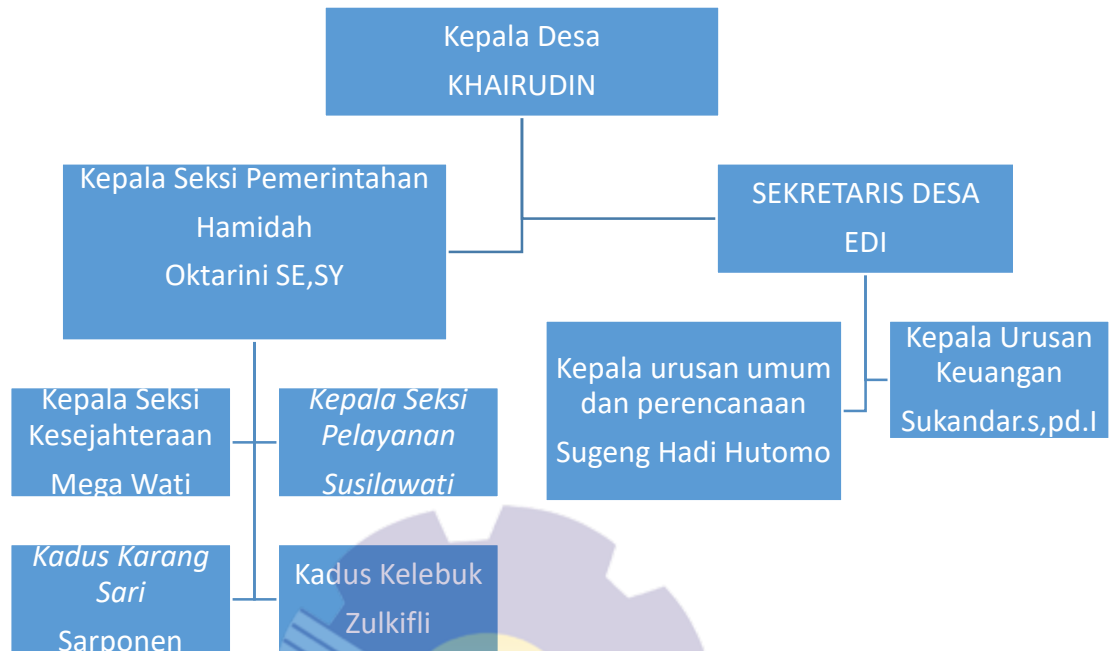 Kepala Desa
KHAIRUDIN
Kepala Seksi Pemerintahan
Hamidah
Oktarini SE,SY
SEKRETARIS DESA
EDI
Kepala urusan umum
dan perencanaan
Sugeng Hadi Hutomo
Kepala Urusan
Keuangan
Sukandar.s,pd.I
Kepala Seksi
Kesejahteraan
Mega Wati
Kepala Seksi
Pelayanan
Susilawati
Kadus Karang
Sari
Sarponen
Kadus Kelebuk
Zulkifli